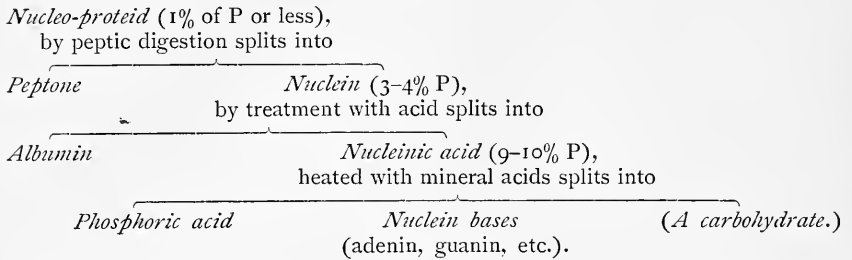 Nucleo-proteid (1% of P or less),
by peptic digestion splits into
Peptone Nuclein (3–4% P),
by treatment with acid splits into
Albumin Nucleinic acid (9–10% P),
heated with mineral acids splits into
Phosphoric acid Nuclein bases (A carbohydrate.)
(adenin, guanin, etc.).